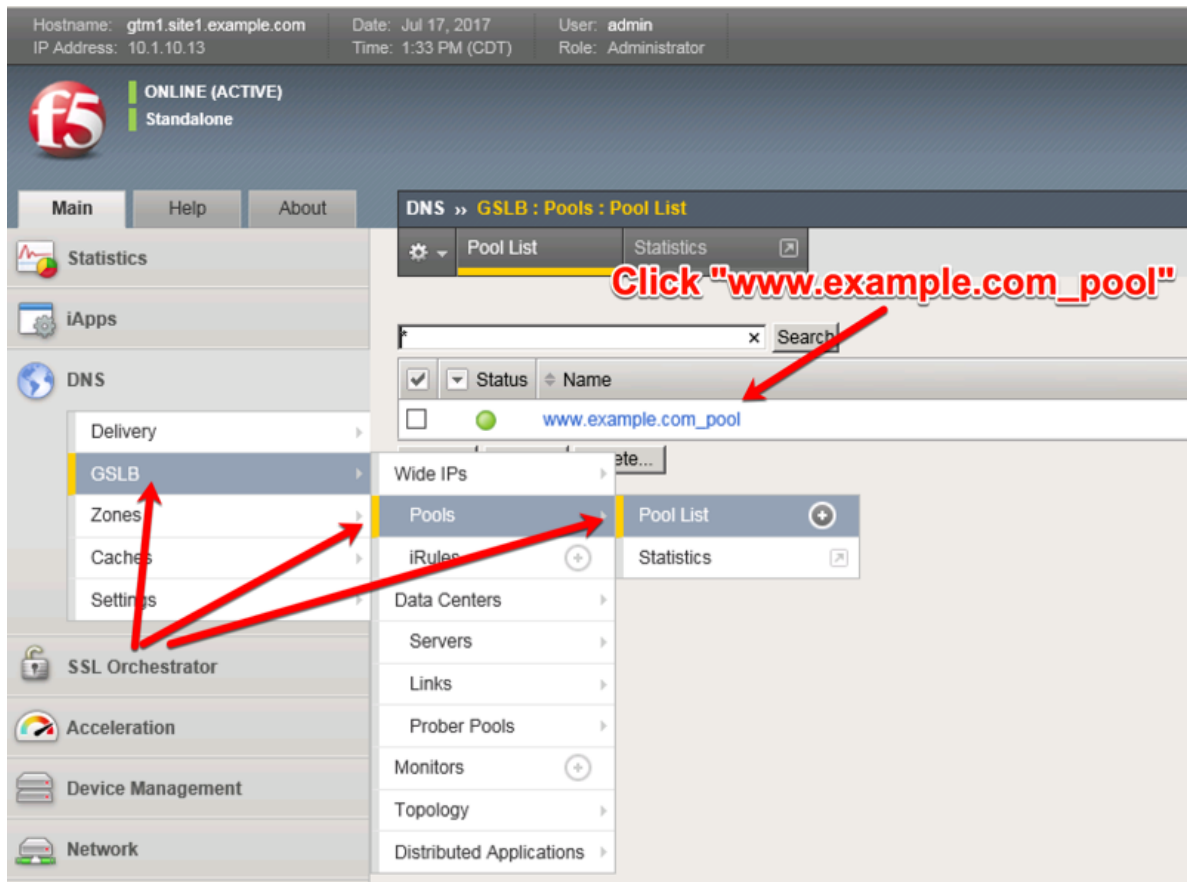 Hostname: gtm1.site1.example.com Date: Jul 17, 2017 User: admin
IP Address: 10.1.10.13 Time: 1:33 PM (CDT) Role: Administrator
f5
ONLINE (ACTIVE)
Standalone
Main Help About
DNS ›› GSLB : Pools : Pool List
Pool List Statistics
Click "www.example.com_pool"
* × Search
Status Name
www.example.com_pool
ete...
Statistics
iApps
DNS
Delivery
GSLB
Zones
Caches
Settings
Wide IPs
Pools
iRules
Data Centers
Servers
Links
Prober Pools
Monitors
Topology
Distributed Applications
Pool List
Statistics
SSL Orchestrator
Acceleration
Device Management
Network